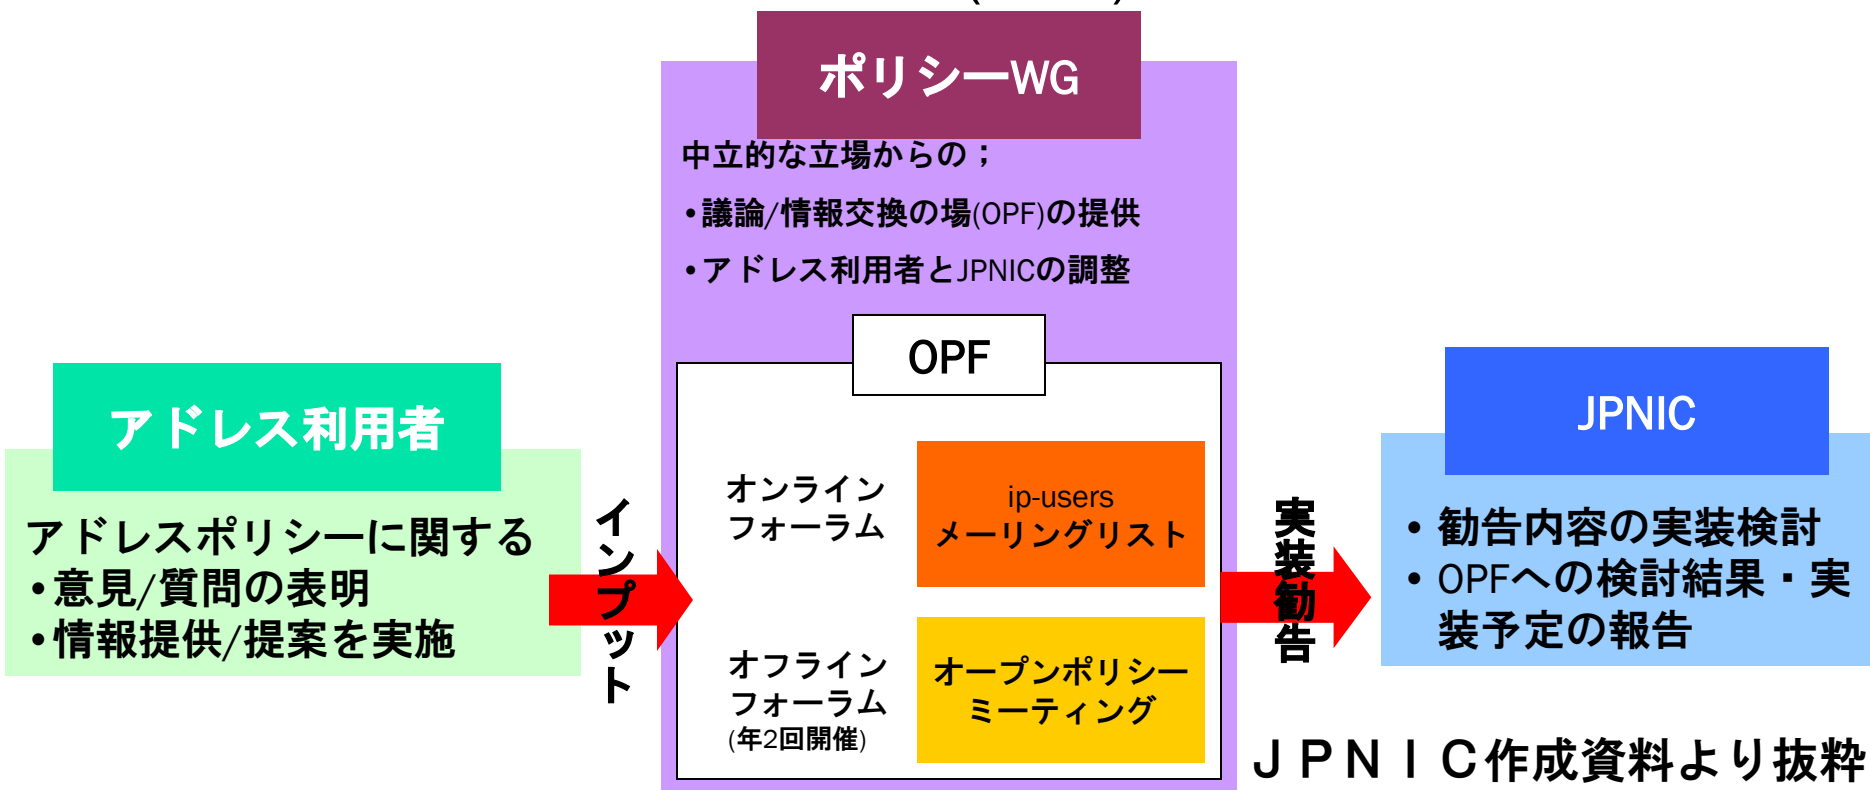 ポリシーWG
中立的な立場からの；
•議論/情報交換の場(OPF)の提供
•アドレス利用者とJPNICの調整
OPF
アドレス利用者
アドレスポリシーに関する
•意見/質問の表明
•情報提供/提案を実施
インプット
オンライン
フォーラム
ip-users
メーリングリスト
オフライン
フォーラム
(年2回開催)
オープンポリシー
ミーティング
実装勧告
JPNIC
• 勧告内容の実装検討
• OPFへの検討結果・実
装予定の報告
ＪＰＮＩＣ作成資料より抜粋